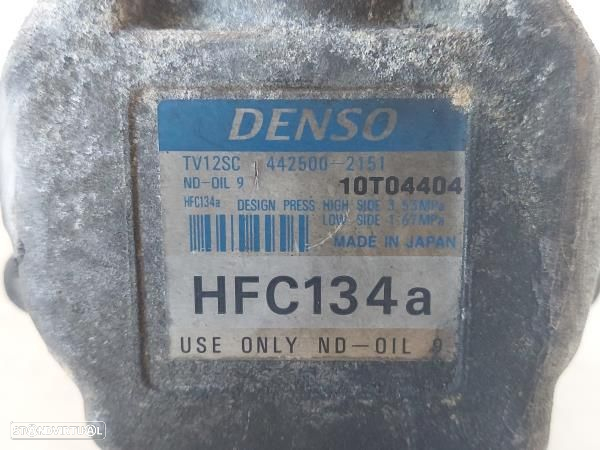 DENSO
TV12SC 442500-2151
ND-OIL 9 10T04404
HFC134a DESIGN PRESS HIGH SIDE 3.53MPa
LOW SIDE 1.67MPa
MADE IN JAPAN
HFC134a
USE ONLY ND-OIL 9
STANDVIRTUAL